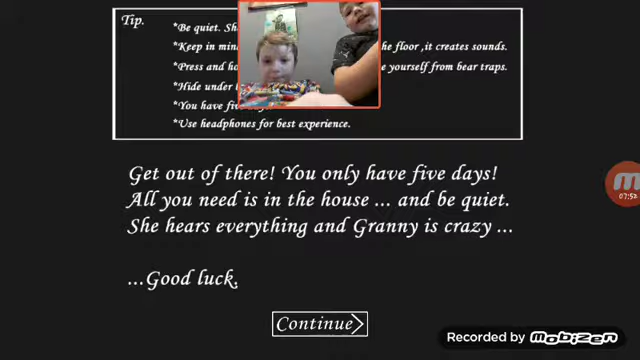 Tip.
*Be quiet. Sh
*Keep in min he floor ,it creates sounds.
*Press and ho e yourself from bear traps.
*Hide under
*You have five days
*Use headphones for best experience.
Get out of there! You only have five days!
All you need is in the house ... and be quiet.
She hears everything and Granny is crazy ...
...Good luck.
Continue
07:52
Recorded by mobizen